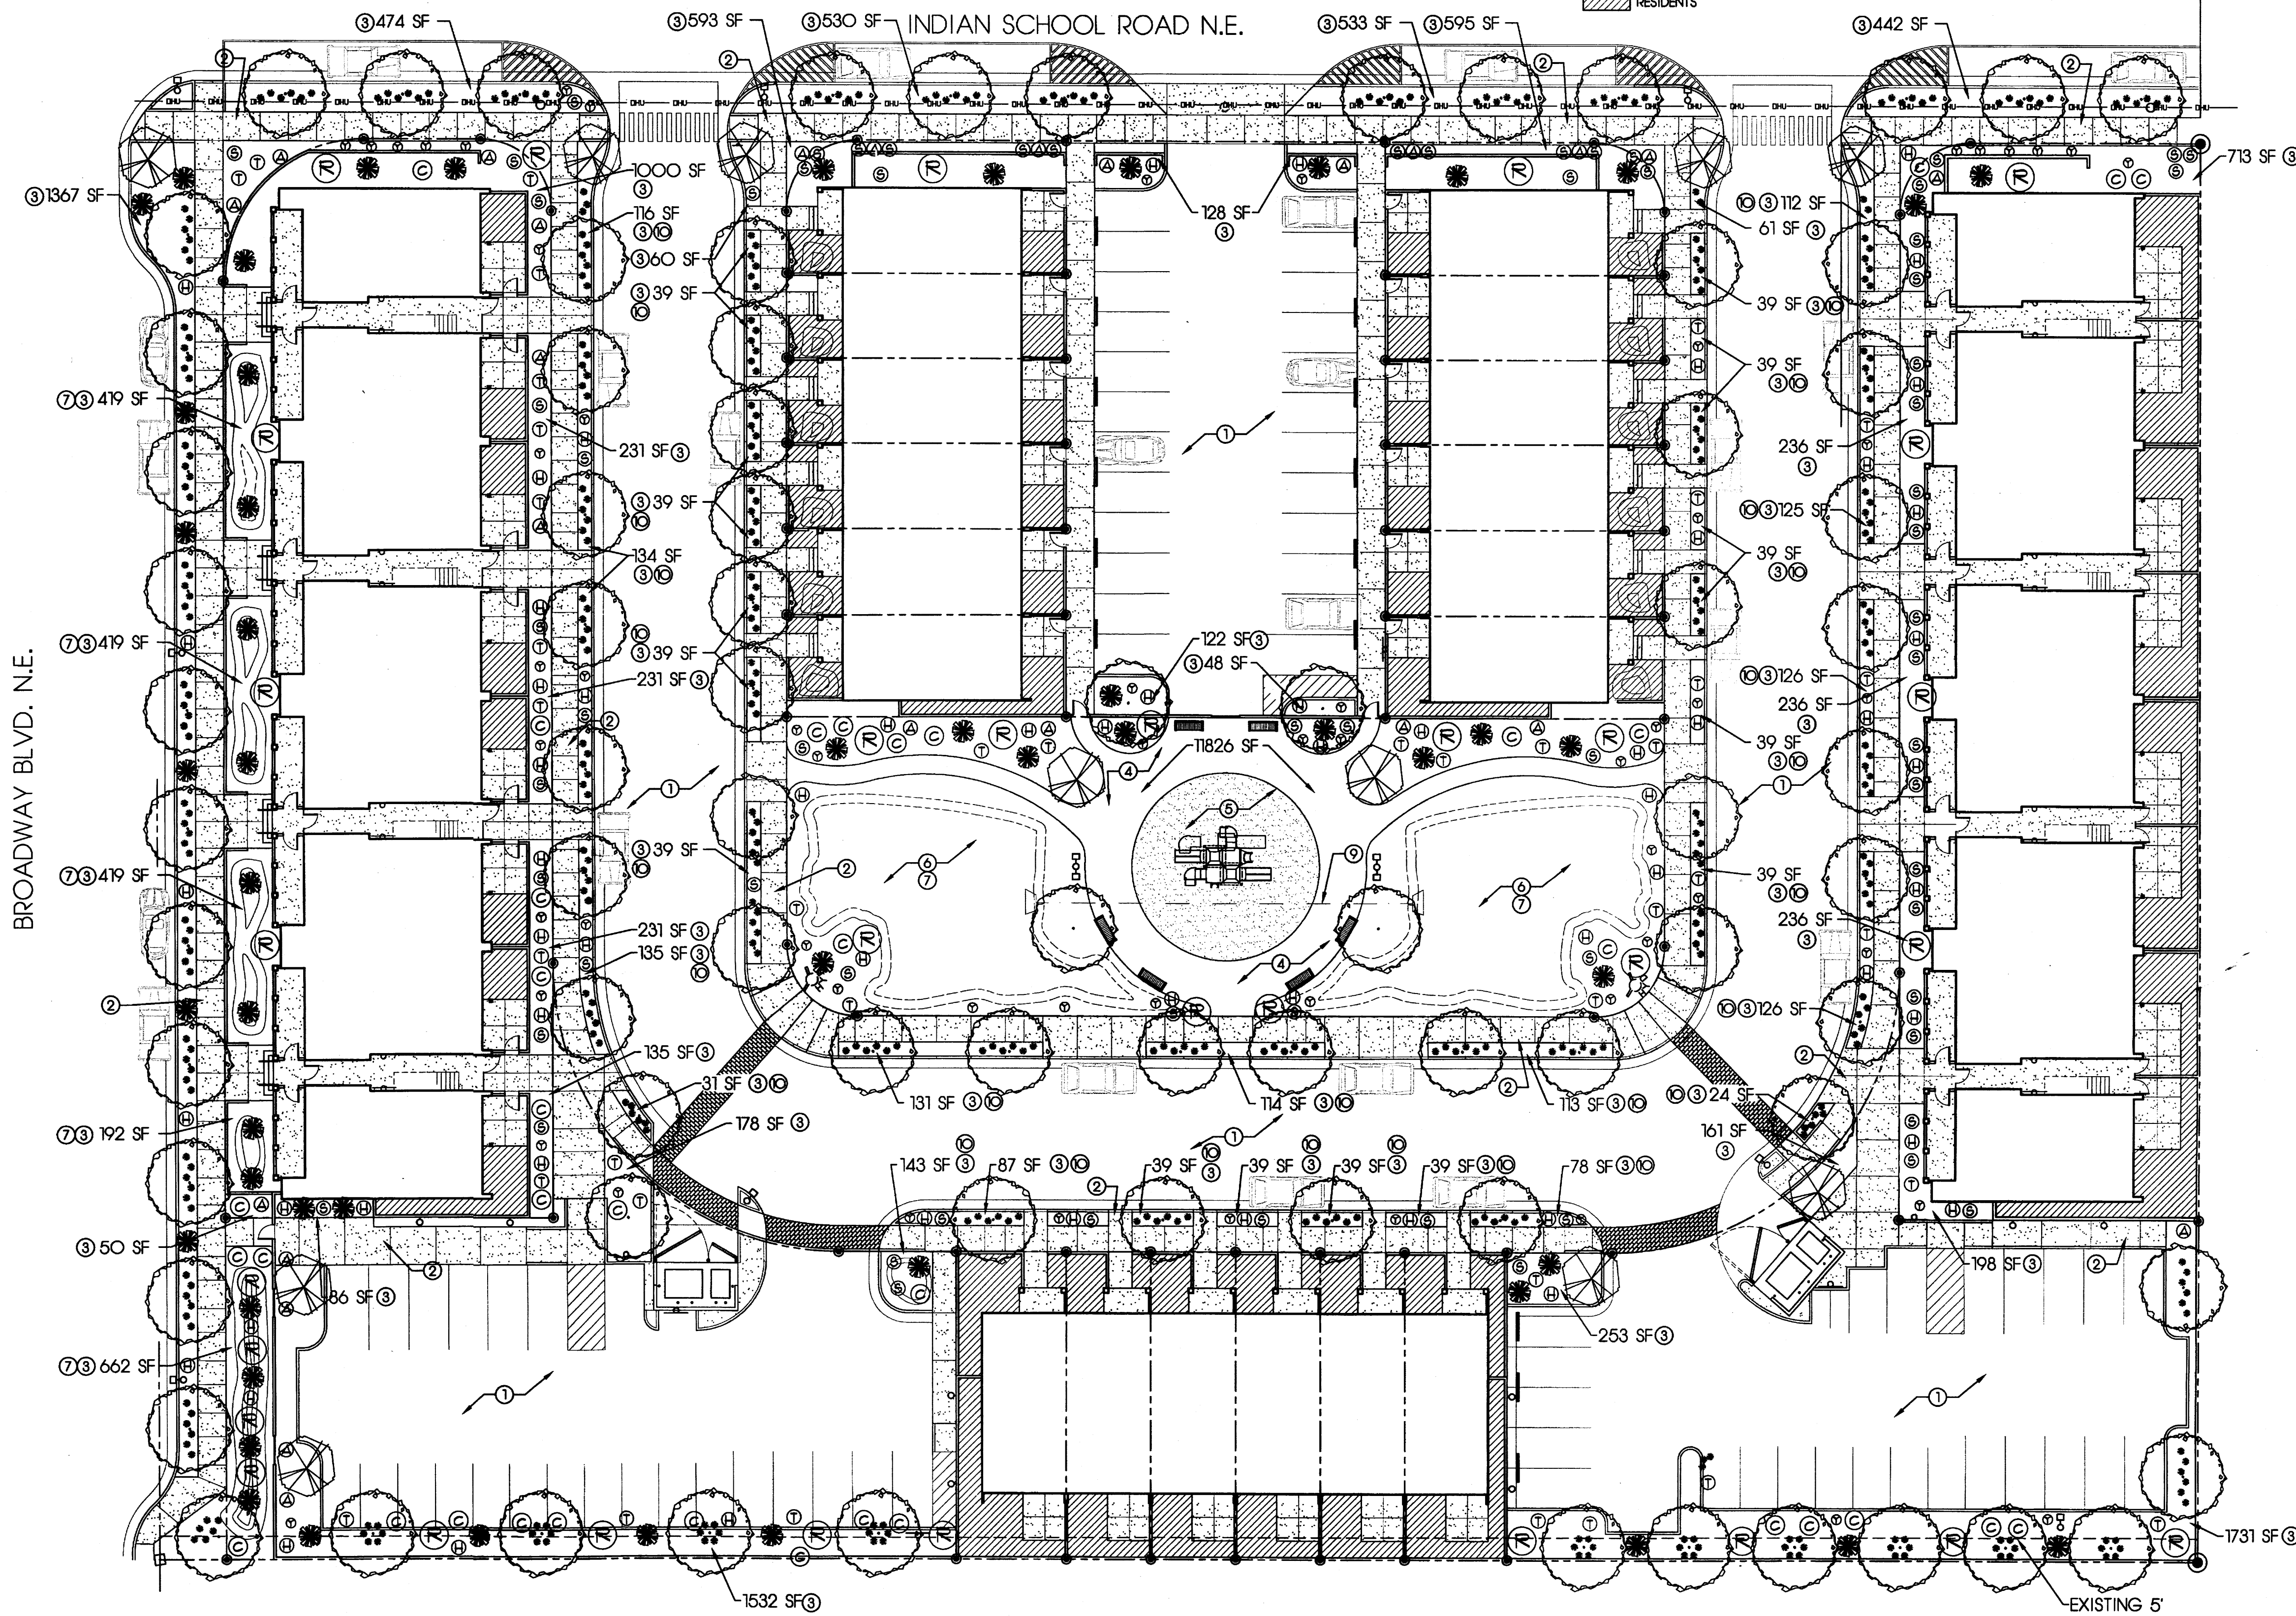 RESIDENTS
INDIAN SCHOOL ROAD N.E.
BROADWAY BLVD. N.E.
③474 SF
③593 SF
③530 SF
③533 SF
③595 SF
③442 SF
②
②
②
②
713 SF ③
③1367 SF
1000 SF
③
116 SF
③⑩
③60 SF
③39 SF
⑩
128 SF
③
⑩③112 SF
61 SF ③
39 SF ③⑩
⑦③419 SF
39 SF
③⑩
①
231 SF③
236 SF
③
③39 SF
⑩
⑩③125 SF
134 SF
③⑩
39 SF
③⑩
⑦③419 SF
⑩
③39 SF
122 SF③
③48 SF
231 SF③
⑩③126 SF
236 SF
③
②
39 SF
③⑩
11826 SF
④
①
①
⑤
③39 SF
⑩
②
⑥
⑦
⑨
⑥
⑦
39 SF
③⑩
⑦③419 SF
236 SF
③
231 SF③
135 SF③
⑩
④
②
⑩③126 SF
135 SF③
②
31 SF ③⑩
131 SF ③⑩
114 SF ③⑩
②
113 SF③⑩
⑩③24 SF
178 SF ③
161 SF
③
⑦③192 SF
①
⑩
143 SF③
87 SF ③⑩
②
⑩
39 SF③
⑩
39 SF③
⑩
39 SF③
39 SF③⑩
78 SF③⑩
③50 SF
②
198 SF③
②
86 SF③
253 SF③
⑦③662 SF
①
①
1532 SF③
1731 SF③
EXISTING 5'